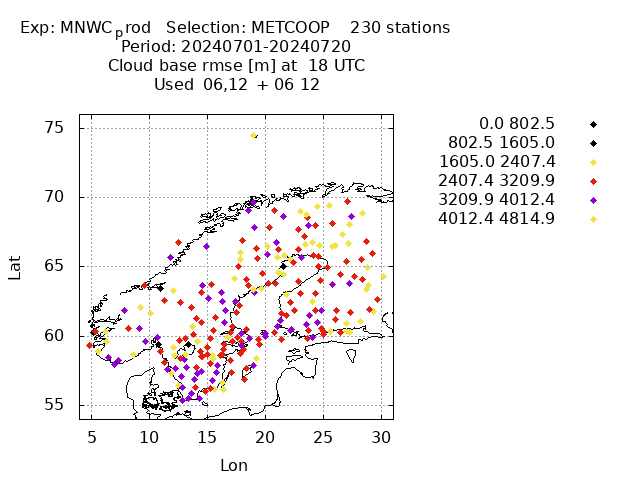 Exp: MNWCprod Selection: METCOOP 230 stations
Period: 20240701-20240720
Cloud base rmse [m] at 18 UTC
Used 06,12 + 06 12
0.0 802.5
802.5 1605.0
1605.0 2407.4
2407.4 3209.9
3209.9 4012.4
4012.4 4814.9
75
70
65
60
55
Lat
5 10 15 20 25 30
Lon